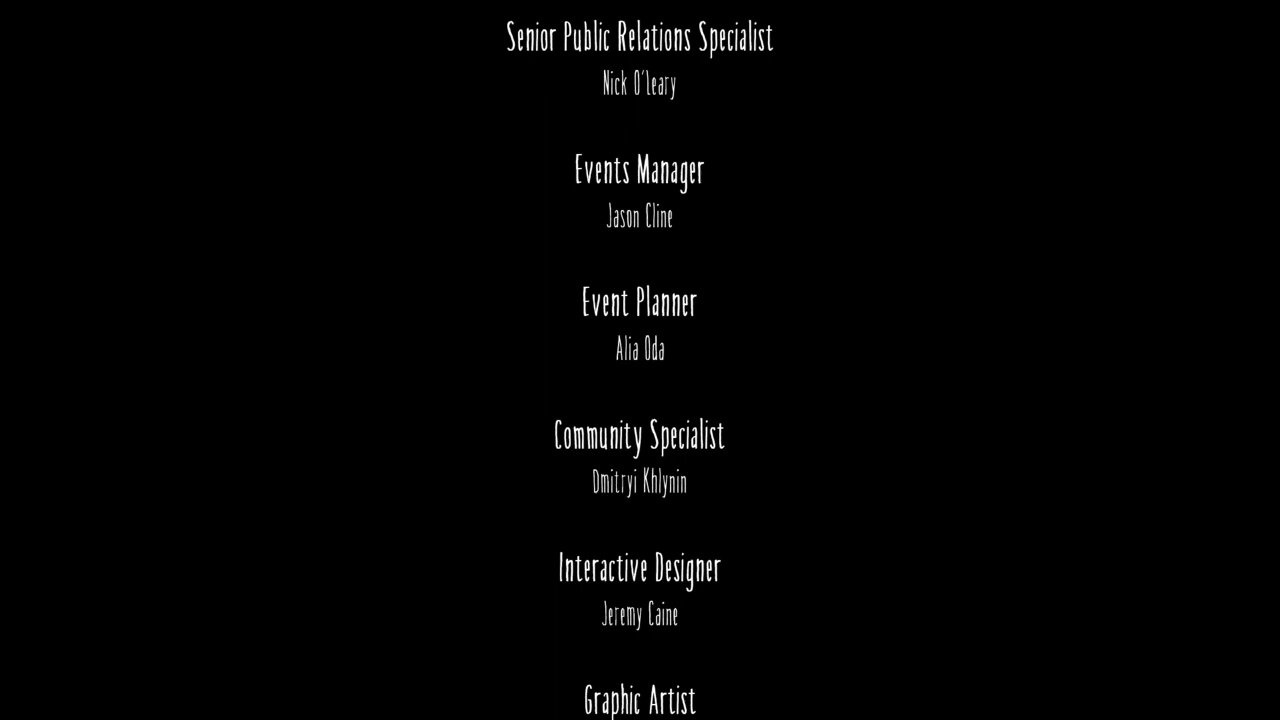 Senior Public Relations Specialist
Nick O'Leary
Events Manager
Jason Cline
Event Planner
Alia Oda
Community Specialist
Dmitryi Khlynin
Interactive Designer
Jeremy Caine
Graphic Artist